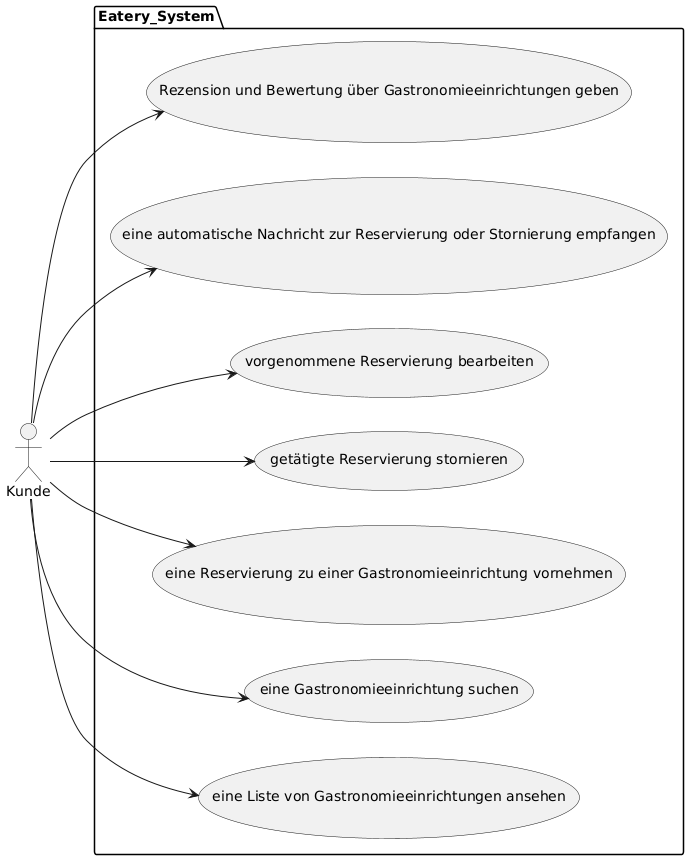 Eatery_System
Rezension und Bewertung über Gastronomieeinrichtungen geben
eine automatische Nachricht zur Reservierung oder Stornierung empfangen
vorgenommene Reservierung bearbeiten
getätigte Reservierung stornieren
Kunde
eine Reservierung zu einer Gastronomieeinrichtung vornehmen
eine Gastronomieeinrichtung suchen
eine Liste von Gastronomieeinrichtungen ansehen